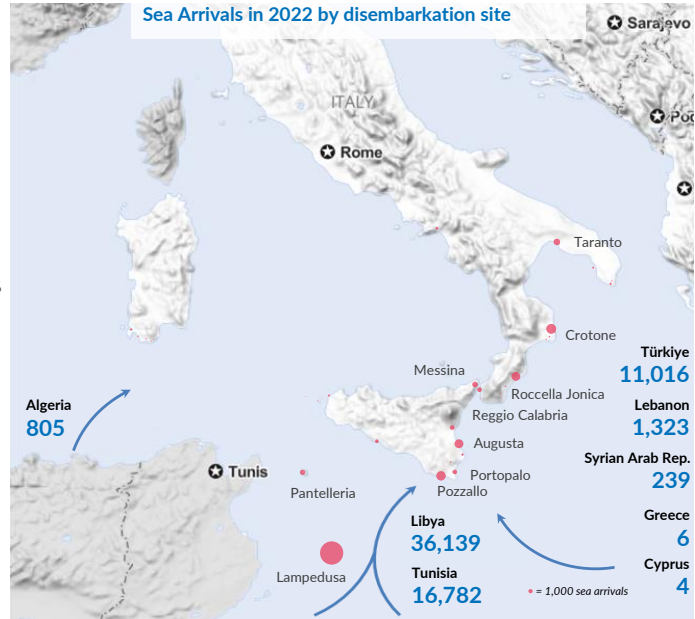 Sea Arrivals in 2022 by disembarkation site
Sarajevo
ITALY
Rome
Taranto
Crotone
Türkiye
11,016
Messina
Roccella Jonica
Algeria
805
Lebanon
1,323
Reggio Calabria
Augusta
Syrian Arab Rep.
239
Tunis
Portopalo
Pantelleria
Pozzallo
Libya
36,139
Greece
6
Lampedusa
Tunisia
16,782
Cyprus
4
= 1,000 sea arrivals